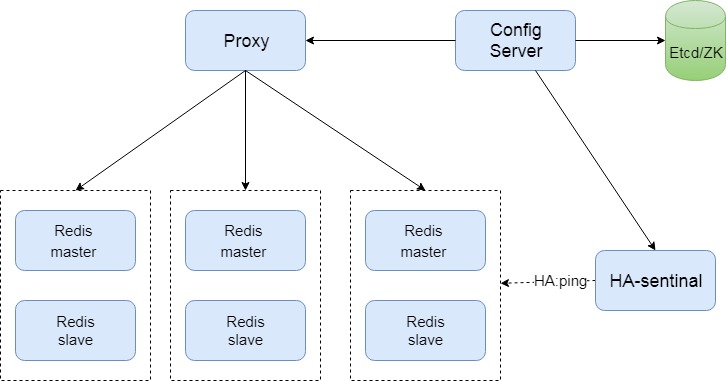 Proxy
Config
Server
Etcd/ZK
Redis
master
Redis
master
Redis
master
Redis
slave
Redis
slave
Redis
slave
HA:ping
HA-sentinal